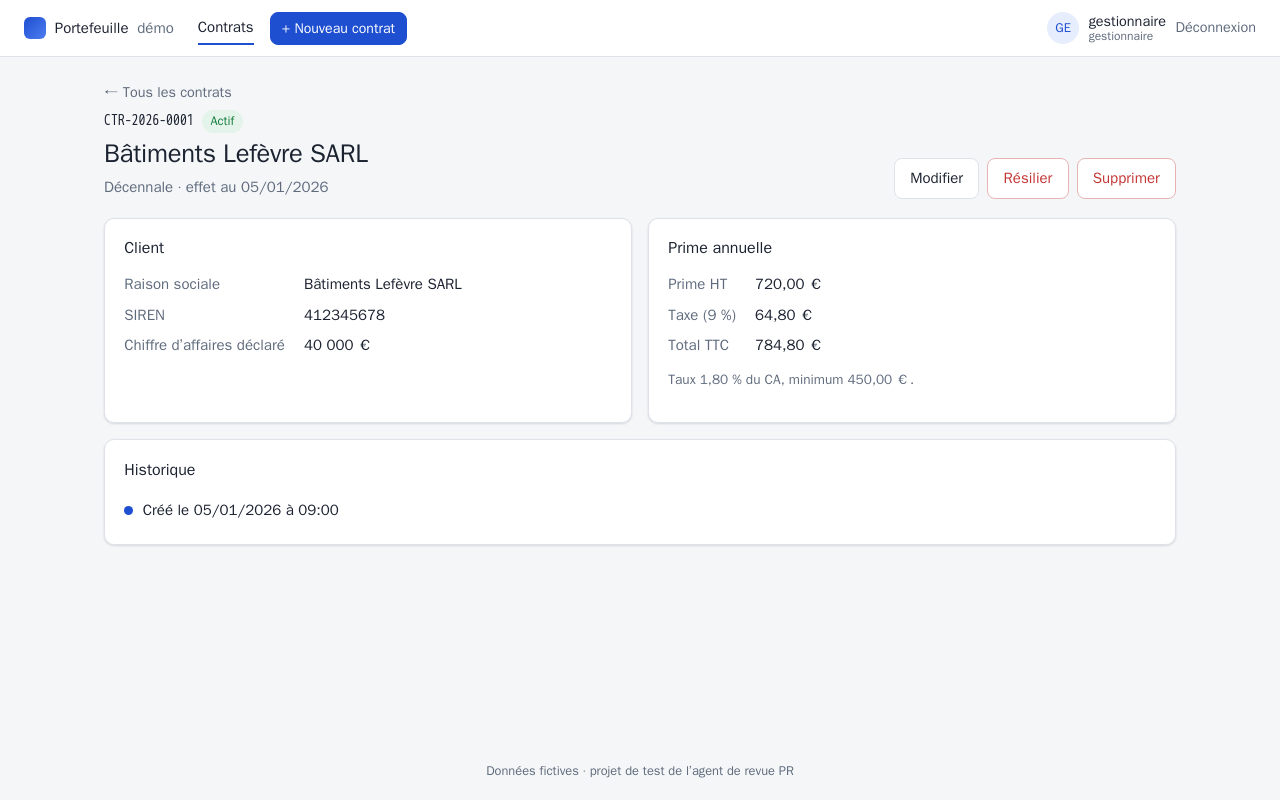 Portefeuille démo Contrats + Nouveau contrat GE gestionnaire gestionnaire Déconnexion
← Tous les contrats
CTR-2026-0001 Actif
Bâtiments Lefèvre SARL
Décennale · effet au 05/01/2026
Modifier Résilier Supprimer
Client
Raison sociale Bâtiments Lefèvre SARL
SIREN 412345678
Chiffre d'affaires déclaré 40 000 €
Prime annuelle
Prime HT 720,00 €
Taxe (9 %) 64,80 €
Total TTC 784,80 €
Taux 1,80 % du CA, minimum 450,00 € .
Historique
Créé le 05/01/2026 à 09:00
Données fictives · projet de test de l'agent de revue PR